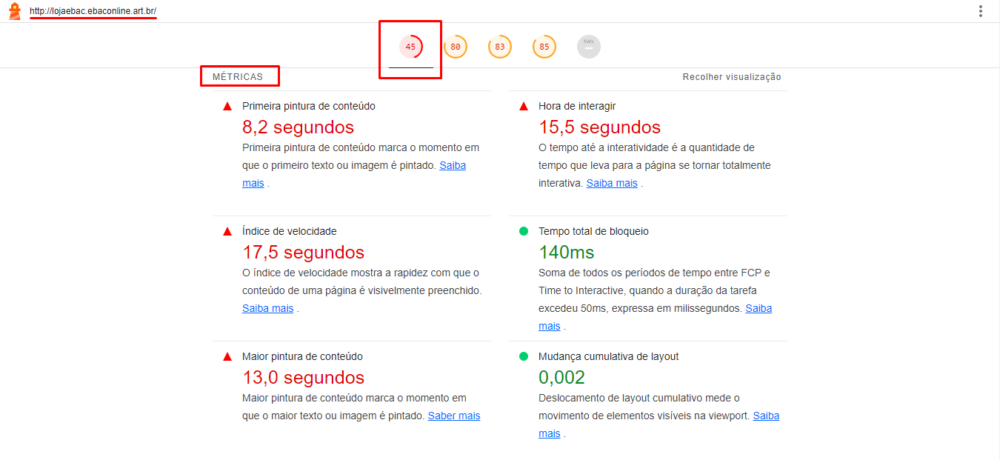 http://lojaebac.ebaconline.art.br/
45
80
83
85
PWA
MÉTRICAS
Recolher visualização
Primeira pintura de conteúdo
8,2 segundos
Primeira pintura de conteúdo marca o momento em
que o primeiro texto ou imagem é pintado. Saiba
mais .
Hora de interagir
15,5 segundos
O tempo até a interatividade é a quantidade de
tempo que leva para a página se tornar totalmente
interativa. Saiba mais .
Índice de velocidade
17,5 segundos
O índice de velocidade mostra a rapidez com que o
conteúdo de uma página é visivelmente preenchido.
Saiba mais .
Tempo total de bloqueio
140ms
Soma de todos os períodos de tempo entre FCP e
Time to Interactive, quando a duração da tarefa
excedeu 50ms, expressa em milissegundos. Saiba
mais .
Maior pintura de conteúdo
13,0 segundos
Maior pintura de conteúdo marca o momento em
que o maior texto ou imagem é pintado. Saber mais
Mudança cumulativa de layout
0,002
Deslocamento de layout cumulativo mede o
movimento de elementos visíveis na viewport. Saiba
mais .